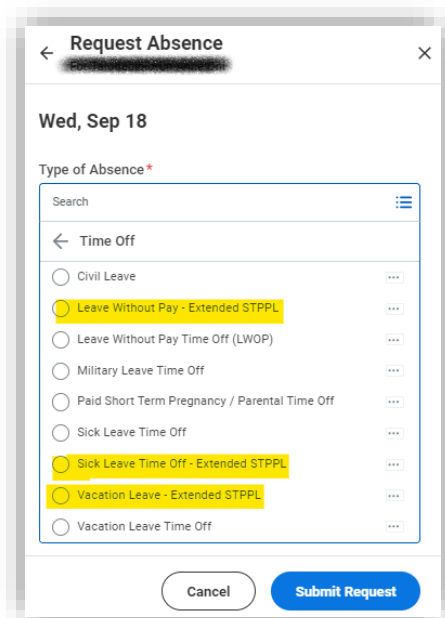 Request Absence
Wed, Sep 18
Type of Absence*
Search
Time Off
Civil Leave
Leave Without Pay - Extended STPPL
Leave Without Pay Time Off (LWOP)
Military Leave Time Off
Paid Short Term Pregnancy / Parental Time Off
Sick Leave Time Off
Sick Leave Time Off - Extended STPPL
Vacation Leave - Extended STPPL
Vacation Leave Time Off
Cancel Submit Request